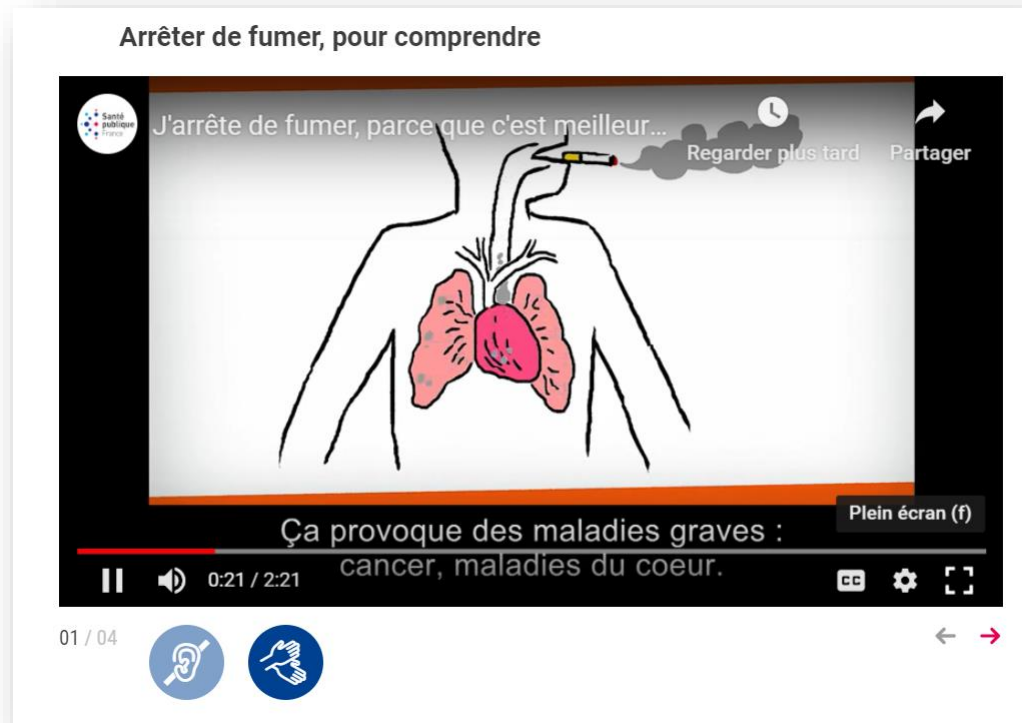 Arrêter de fumer, pour comprendre
Santé
publique
France
J'arrête de fumer, parce que c'est meilleur...
Regarder plus tard
Partager
Plein écran (f)
Ça provoque des maladies graves :
cancer, maladies du coeur.
0:21 / 2:21
CC
01 / 04